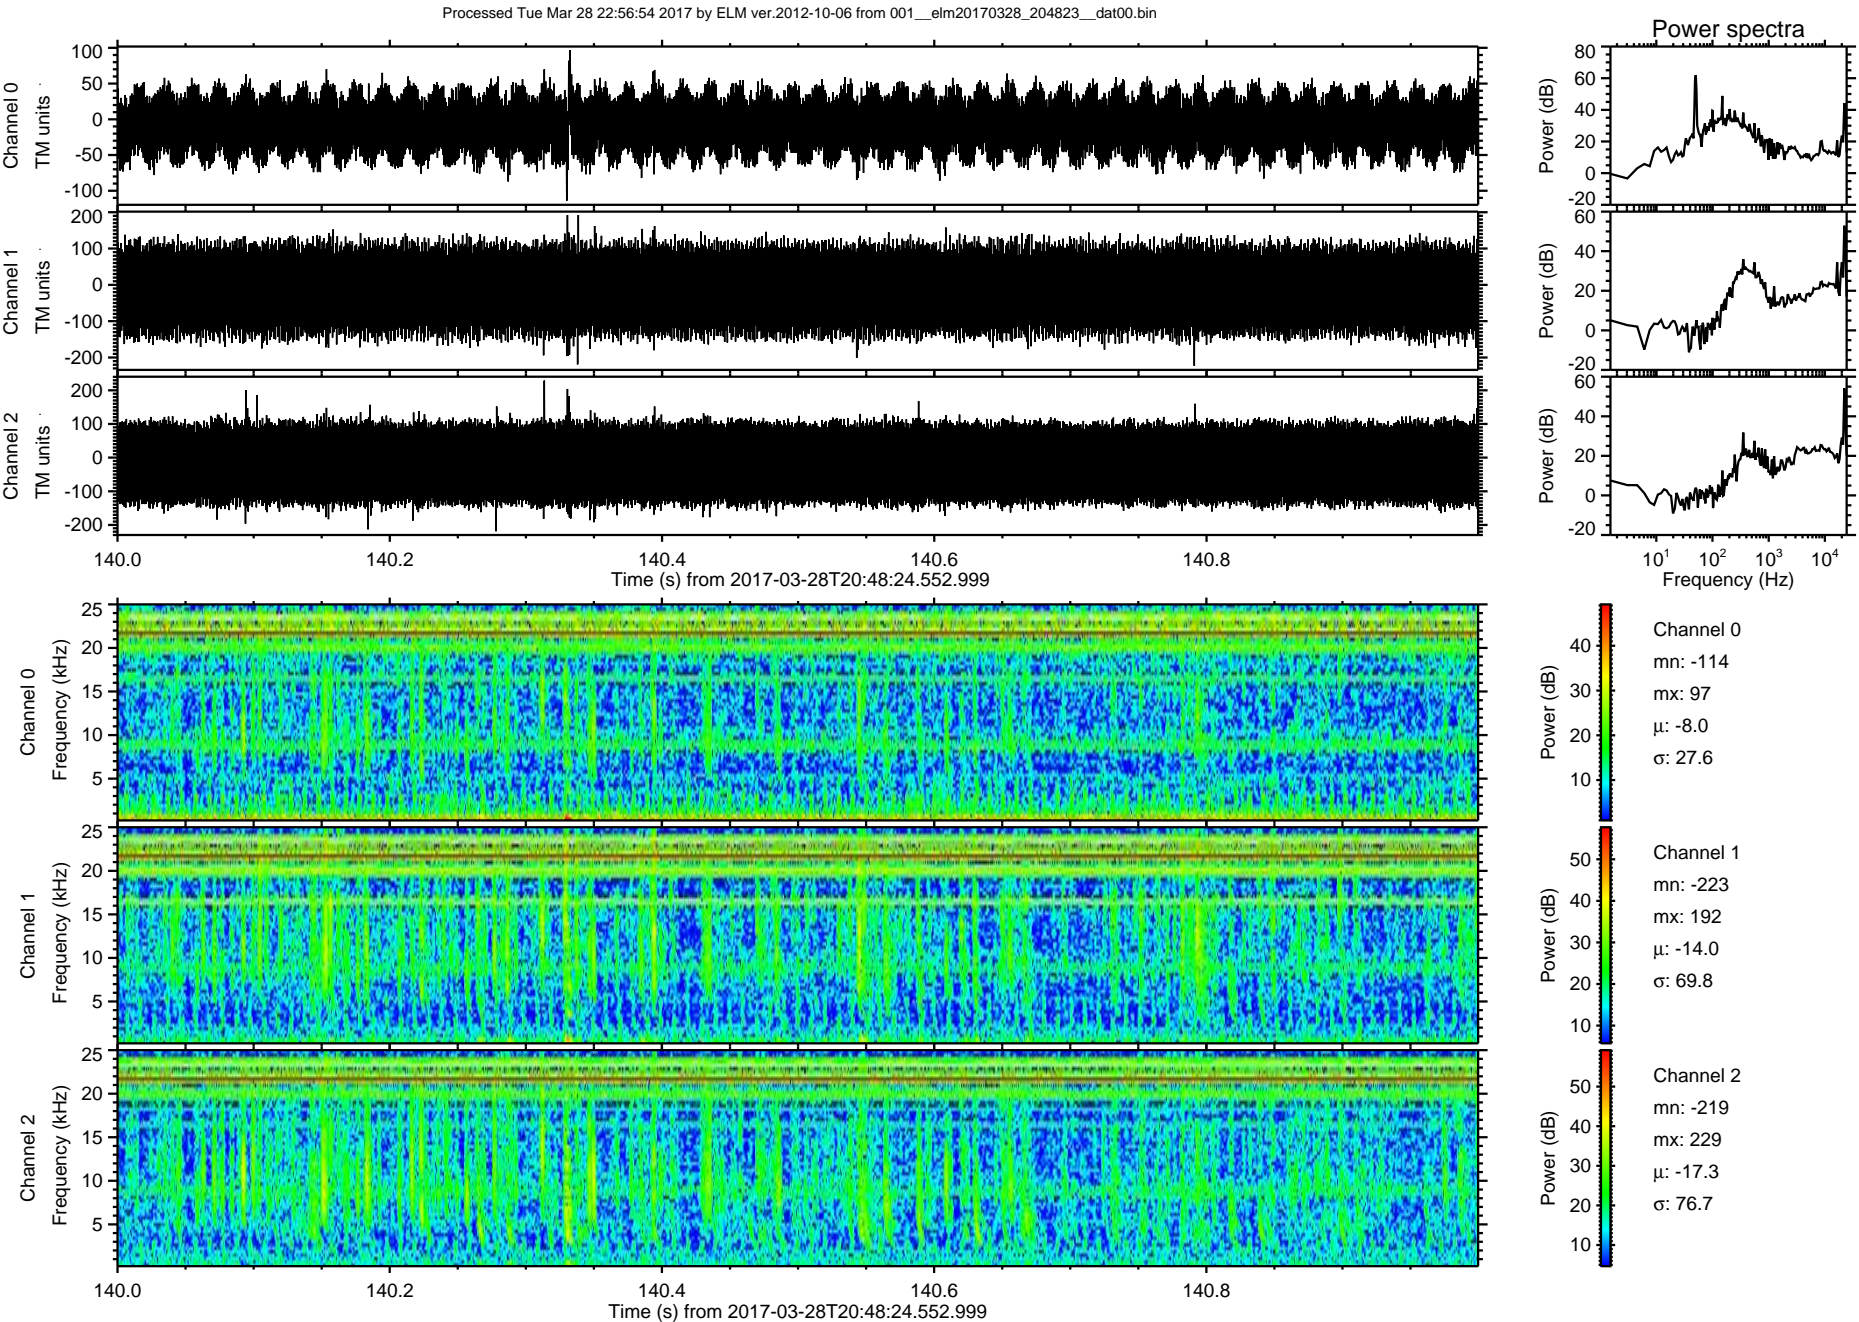 Processed Tue Mar 28 22:56:54 2017 by ELM ver.2012-10-06 from 001__elm20170328_204823__dat00.bin
Power spectra
Channel 0
TM units
100
50
0
-50
-100
Power (dB)
80
60
40
20
0
-20
Channel 1
TM units
200
100
0
-100
-200
Power (dB)
60
40
20
0
-20
Channel 2
TM units
200
100
0
-100
-200
Power (dB)
60
40
20
0
-20
140.0 140.2 140.4 140.6 140.8
Time (s) from 2017-03-28T20:48:24.552.999
10^1 10^2 10^3 10^4
Frequency (Hz)
Channel 0
Frequency (kHz)
25
20
15
10
5
Power (dB)
40
30
20
10
Channel 0
mn: -114
mx: 97
µ: -8.0
σ: 27.6
Channel 1
Frequency (kHz)
25
20
15
10
5
Power (dB)
50
40
30
20
10
Channel 1
mn: -223
mx: 192
µ: -14.0
σ: 69.8
Channel 2
Frequency (kHz)
25
20
15
10
5
Power (dB)
50
40
30
20
10
Channel 2
mn: -219
mx: 229
µ: -17.3
σ: 76.7
140.0 140.2 140.4 140.6 140.8
Time (s) from 2017-03-28T20:48:24.552.999